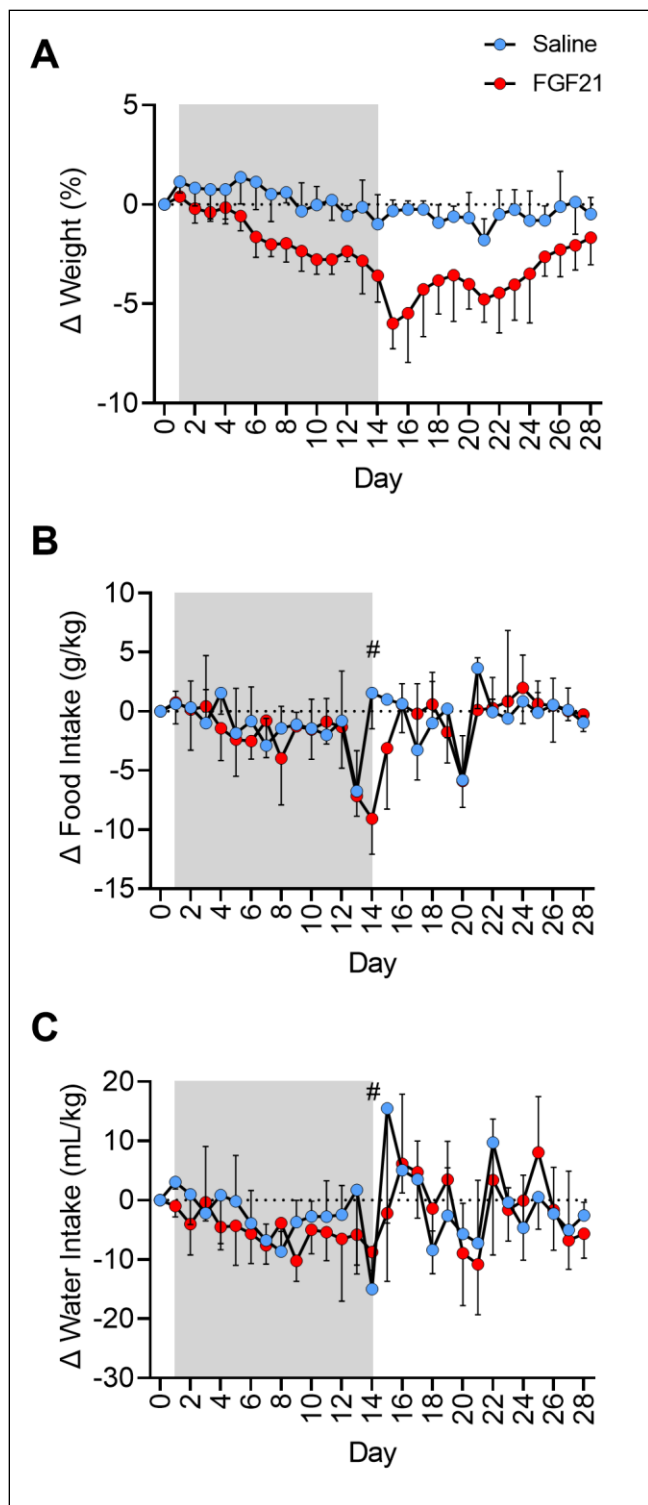 A
Saline
FGF21
5
0
-5
-10
Δ Weight (%)
0 2 4 6 8 10 12 14 16 18 20 22 24 26 28
Day
B
10
5
0
-5
-10
-15
Δ Food Intake (g/kg)
#
0 2 4 6 8 10 12 14 16 18 20 22 24 26 28
Day
C
20
10
0
-10
-20
-30
Δ Water Intake (mL/kg)
#
0 2 4 6 8 10 12 14 16 18 20 22 24 26 28
Day